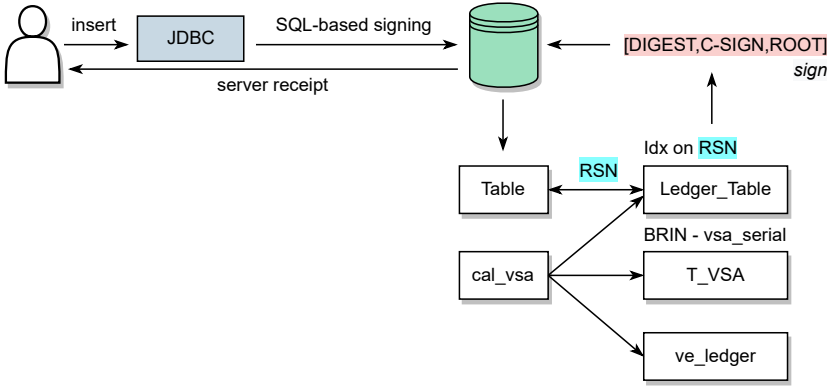 insert
JDBC
SQL-based signing
[DIGEST,C-SIGN,ROOT]
sign
server receipt
Idx on RSN
Table
RSN
Ledger_Table
BRIN - vsa_serial
cal_vsa
T_VSA
ve_ledger